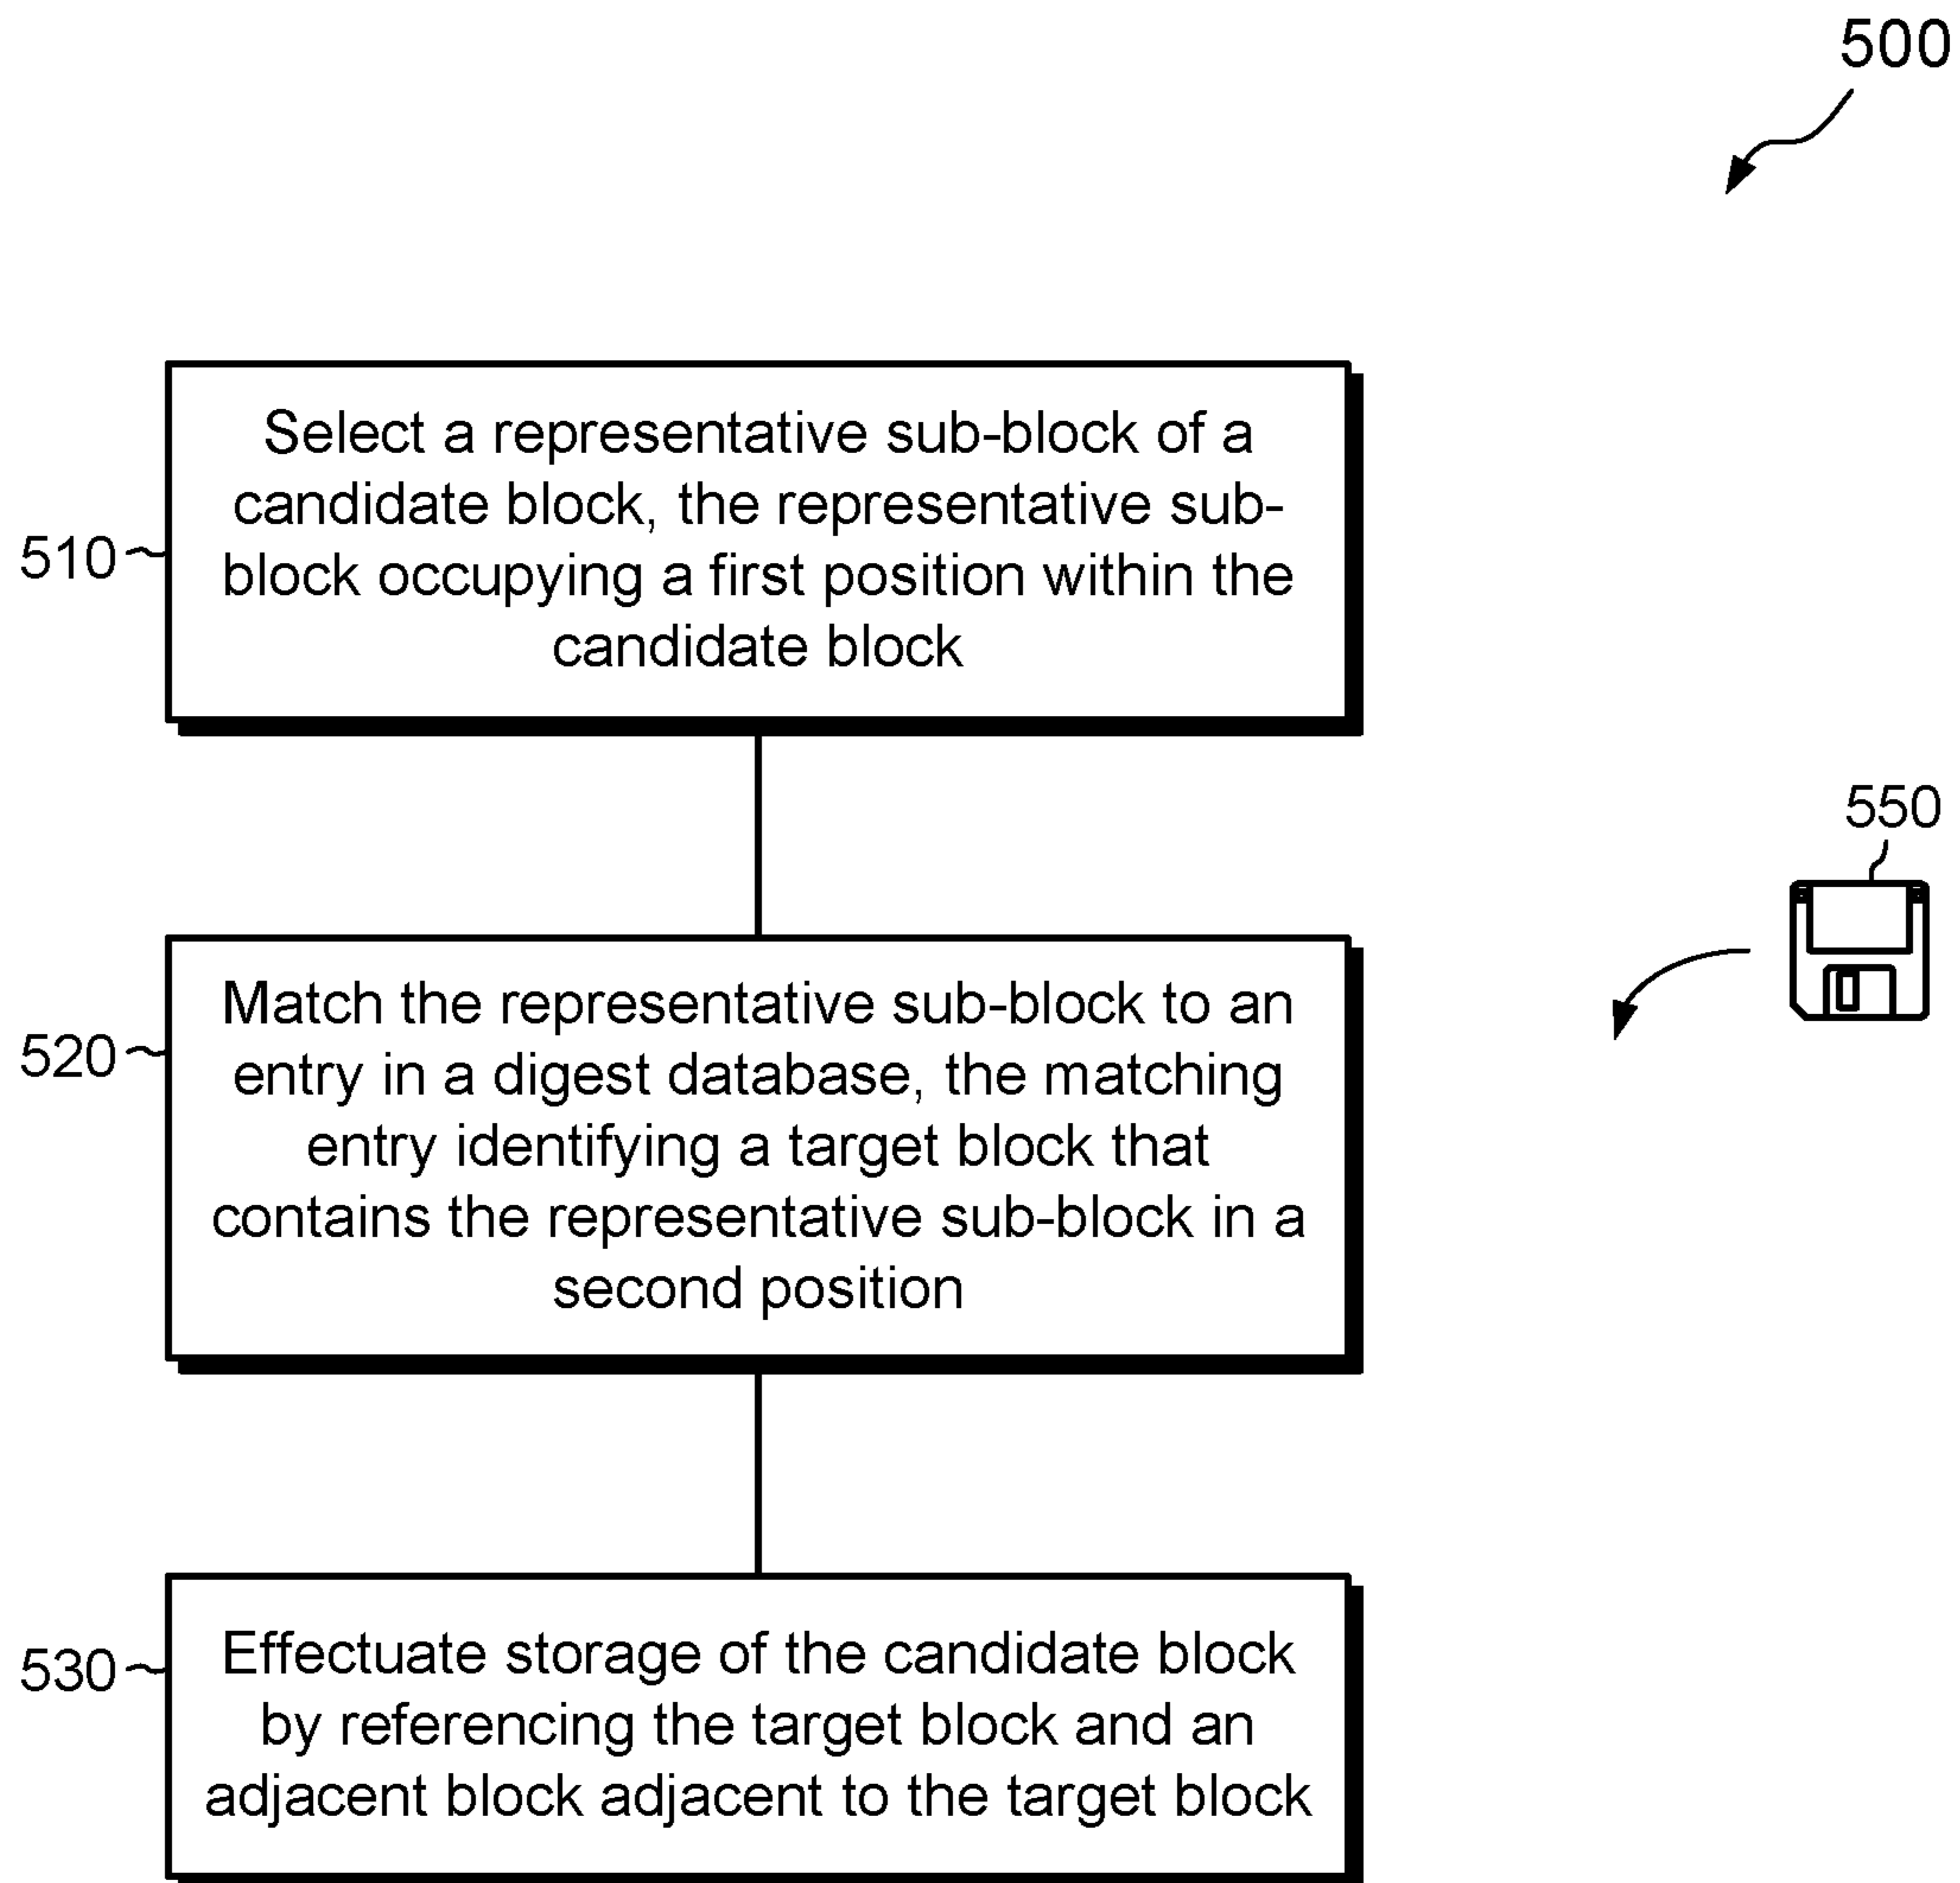 500
Select a representative sub-block of a
candidate block, the representative sub-
block occupying a first position within the
candidate block
510
550
Match the representative sub-block to an
entry in a digest database, the matching
entry identifying a target block that
contains the representative sub-block in a
second position
520
Effectuate storage of the candidate block
by referencing the target block and an
adjacent block adjacent to the target block
530